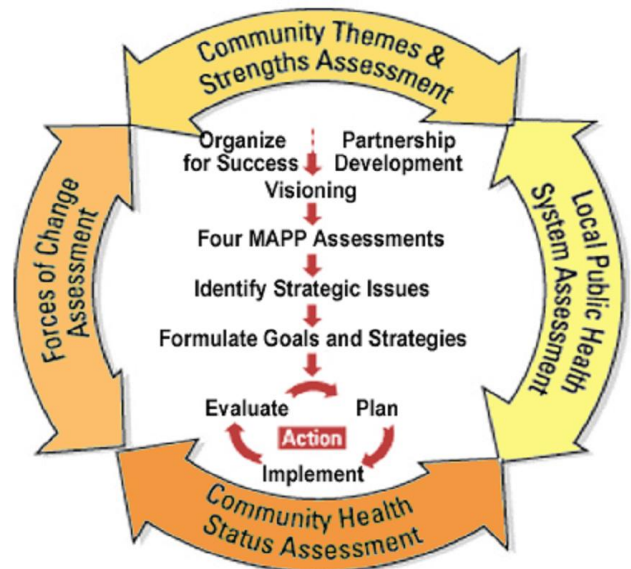 Community Themes &
Strengths Assessment
Organize
for Success
Partnership
Development
Visioning
Four MAPP Assessments
Identify Strategic Issues
Formulate Goals and Strategies
Evaluate
Plan
Action
Implement
Forces of Change
Assessment
Local Public Health
System Assessment
Community Health
Status Assessment